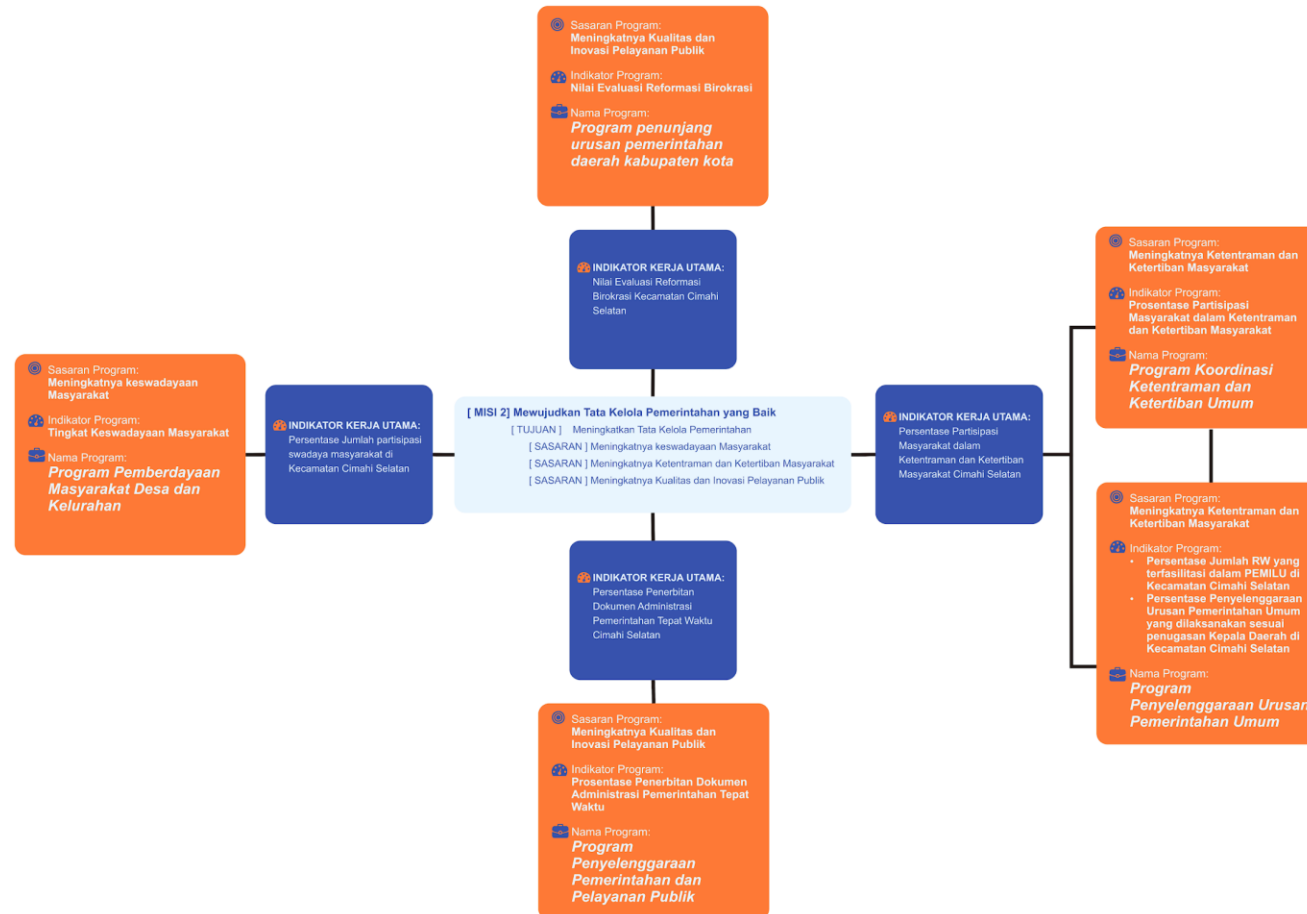 Sasaran Program:
Meningkatnya Kualitas dan
Inovasi Pelayanan Publik
Indikator Program:
Nilai Evaluasi Reformasi Birokrasi
Nama Program:
Program penunjang
urusan pemerintahan
daerah kabupaten kota
INDIKATOR KERJA UTAMA:
Nilai Evaluasi Reformasi
Birokrasi Kecamatan Cimahi
Selatan
Sasaran Program:
Meningkatnya keswadayaan
Masyarakat
Indikator Program:
Tingkat Keswadayaan Masyarakat
Nama Program:
Program Pemberdayaan
Masyarakat Desa dan
Kelurahan
INDIKATOR KERJA UTAMA:
Persentase Jumlah partisipasi
swadaya masyarakat di
Kecamatan Cimahi Selatan
[ MISI 2] Mewujudkan Tata Kelola Pemerintahan yang Baik
[ TUJUAN ] Meningkatkan Tata Kelola Pemerintahan
[ SASARAN ] Meningkatnya keswadayaan Masyarakat
[ SASARAN ] Meningkatnya Ketentraman dan Ketertiban Masyarakat
[ SASARAN ] Meningkatnya Kualitas dan Inovasi Pelayanan Publik
INDIKATOR KERJA UTAMA:
Persentase Partisipasi
Masyarakat dalam
Ketentraman dan Ketertiban
Masyarakat Cimahi Selatan
Sasaran Program:
Meningkatnya Ketentraman dan
Ketertiban Masyarakat
Indikator Program:
Prosentase Partisipasi
Masyarakat dalam Ketentraman
dan Ketertiban Masyarakat
Nama Program:
Program Koordinasi
Ketentraman dan
Ketertiban Umum
Sasaran Program:
Meningkatnya Ketentraman dan
Ketertiban Masyarakat
Indikator Program:
• Persentase Jumlah RW yang
terfasilitasi dalam PEMILU di
Kecamatan Cimahi Selatan
• Persentase Penyelenggaraan
Urusan Pemerintahan Umum
yang dilaksanakan sesuai
penugasan Kepala Daerah di
Kecamatan Cimahi Selatan
Nama Program:
Program
Penyelenggaraan Urusan
Pemerintahan Umum
INDIKATOR KERJA UTAMA:
Persentase Penerbitan
Dokumen Administrasi
Pemerintahan Tepat Waktu
Cimahi Selatan
Sasaran Program:
Meningkatnya Kualitas dan
Inovasi Pelayanan Publik
Indikator Program:
Prosentase Penerbitan Dokumen
Administrasi Pemerintahan Tepat
Waktu
Nama Program:
Program
Penyelenggaraan
Pemerintahan dan
Pelayanan Publik